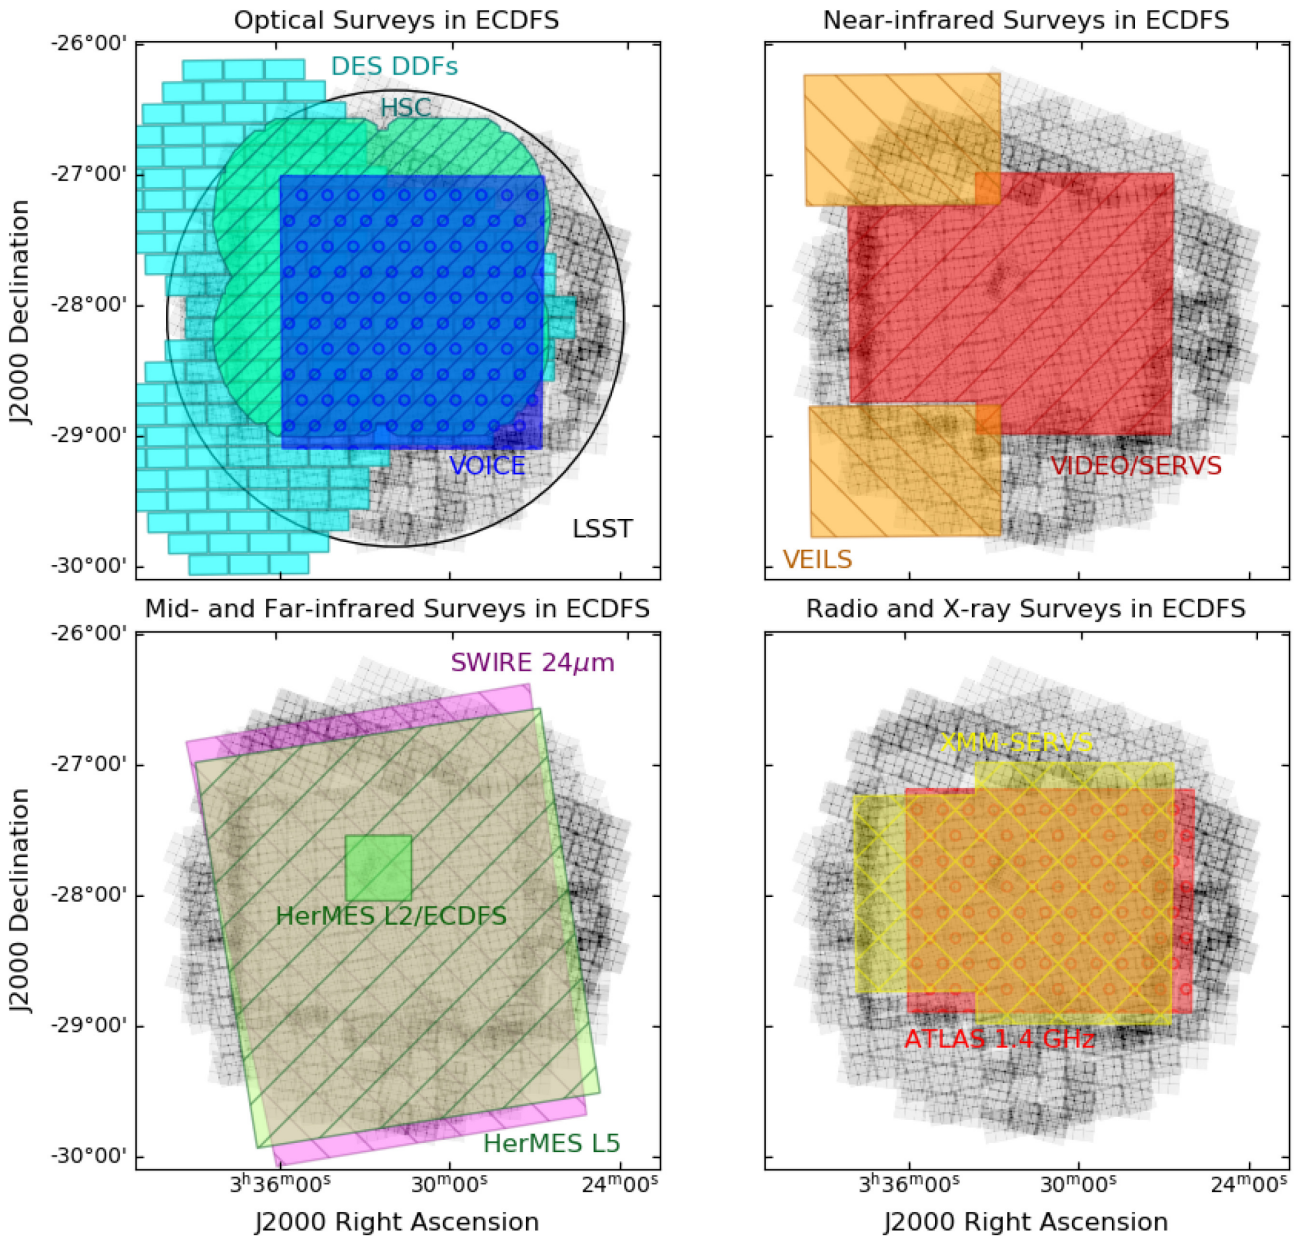 Optical Surveys in ECDFS
Near-infrared Surveys in ECDFS
-26°00'
-27°00'
-28°00'
-29°00'
-30°00'
J2000 Declination
DES DDFs
HSC
VOICE
LSST
VIDEO/SERVS
VEILS
Mid- and Far-infrared Surveys in ECDFS
Radio and X-ray Surveys in ECDFS
-26°00'
-27°00'
-28°00'
-29°00'
-30°00'
J2000 Declination
SWIRE 24μm
HerMES L2/ECDFS
HerMES L5
XMM-SERVS
ATLAS 1.4 GHz
3h36m00s
30m00s
24m00s
3h36m00s
30m00s
24m00s
J2000 Right Ascension
J2000 Right Ascension